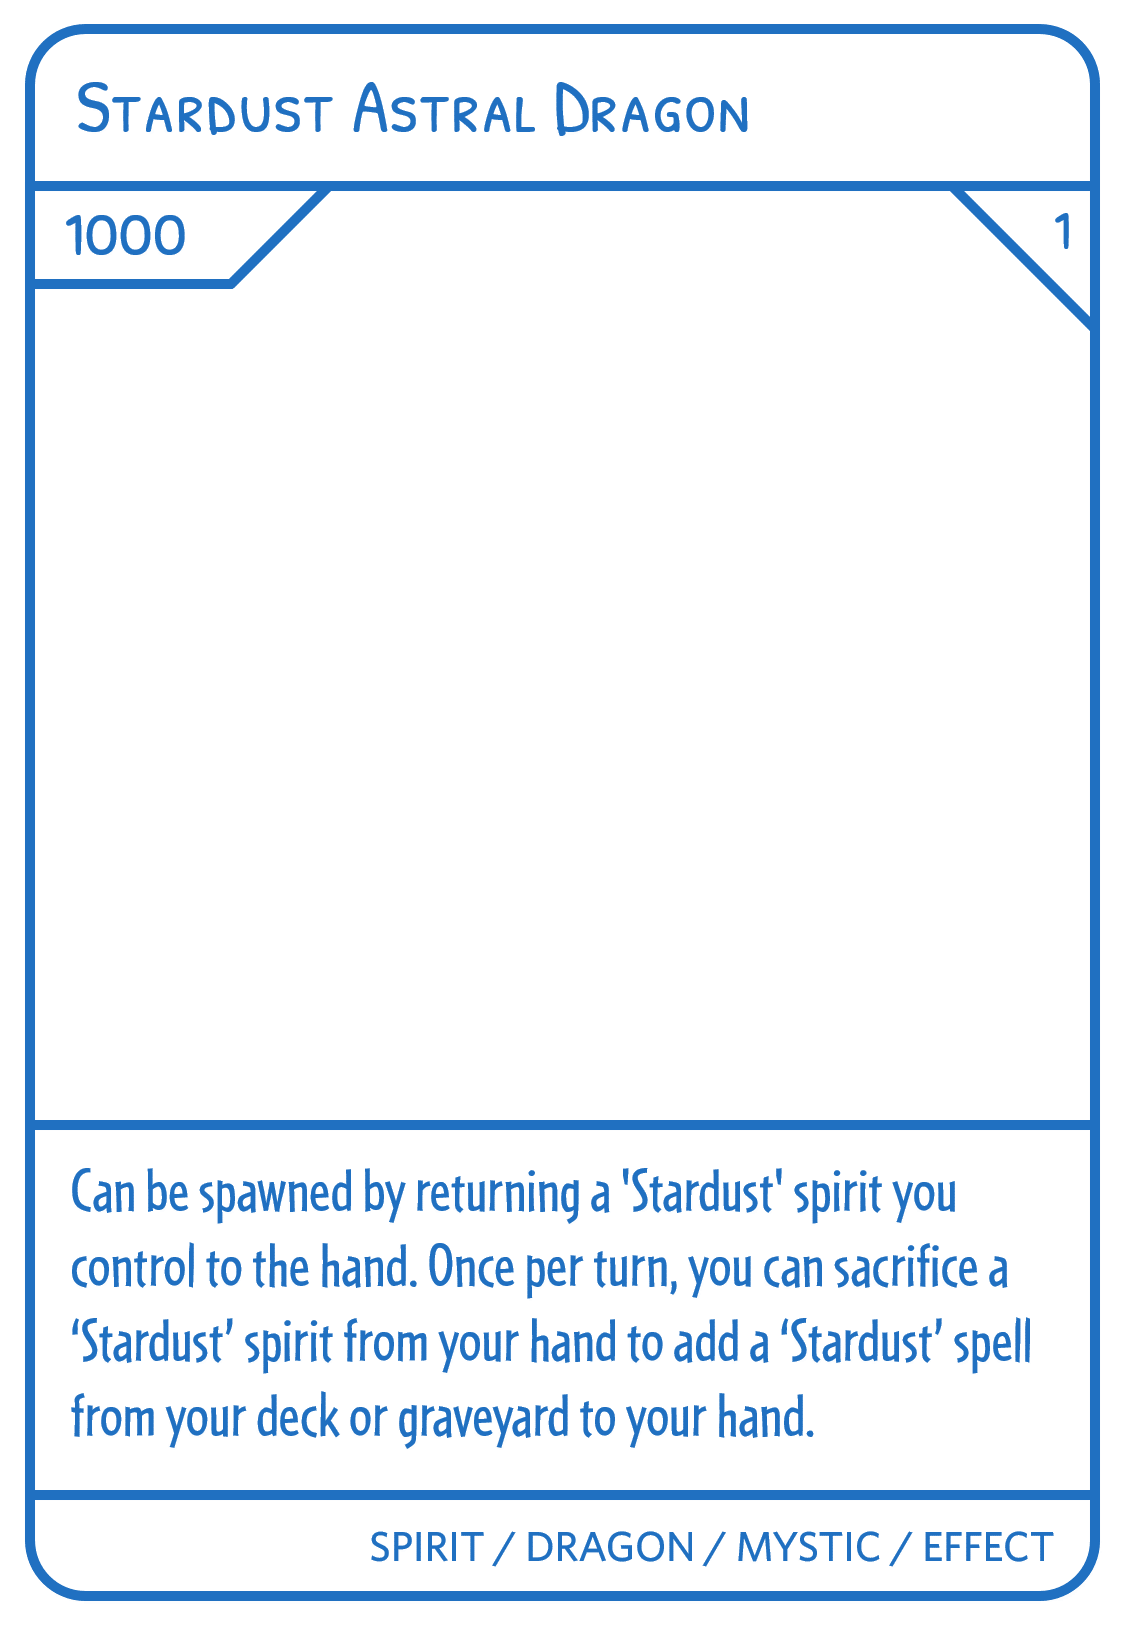 Stardust Astral Dragon
1000
1
Can be spawned by returning a 'Stardust' spirit you
control to the hand. Once per turn, you can sacrifice a
‘Stardust’ spirit from your hand to add a ‘Stardust’ spell
from your deck or graveyard to your hand.
SPIRIT / DRAGON / MYSTIC / EFFECT